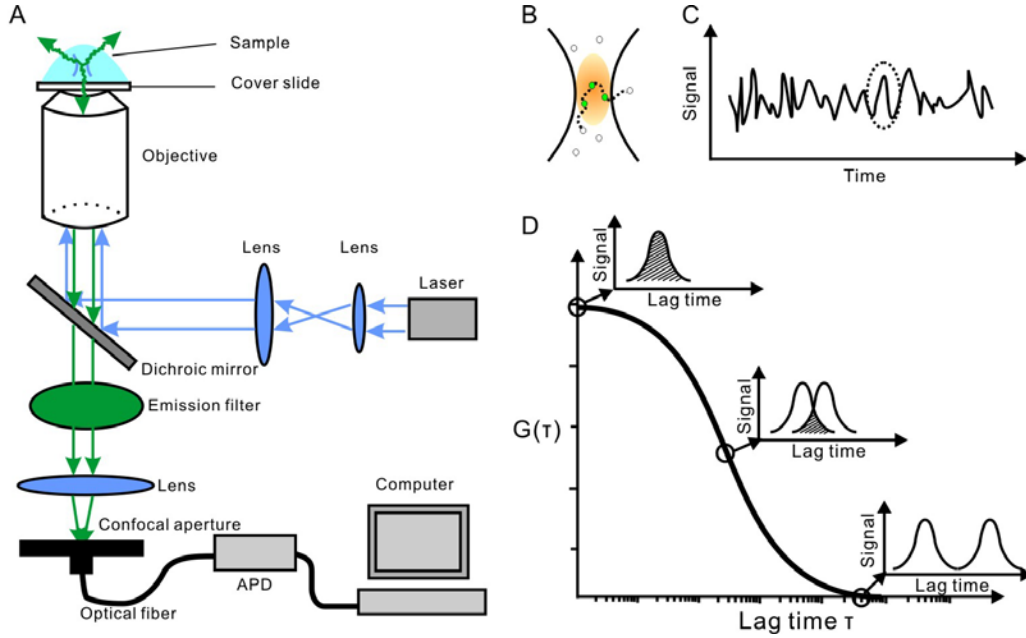 A
Sample
Cover slide
Objective
Lens
Lens
Laser
Dichroic mirror
Emission filter
Lens
Confocal aperture
Computer
APD
Optical fiber
B
C
Signal
Time
D
Signal
Lag time
Signal
Lag time
G(τ)
Signal
Lag time
Lag time τ